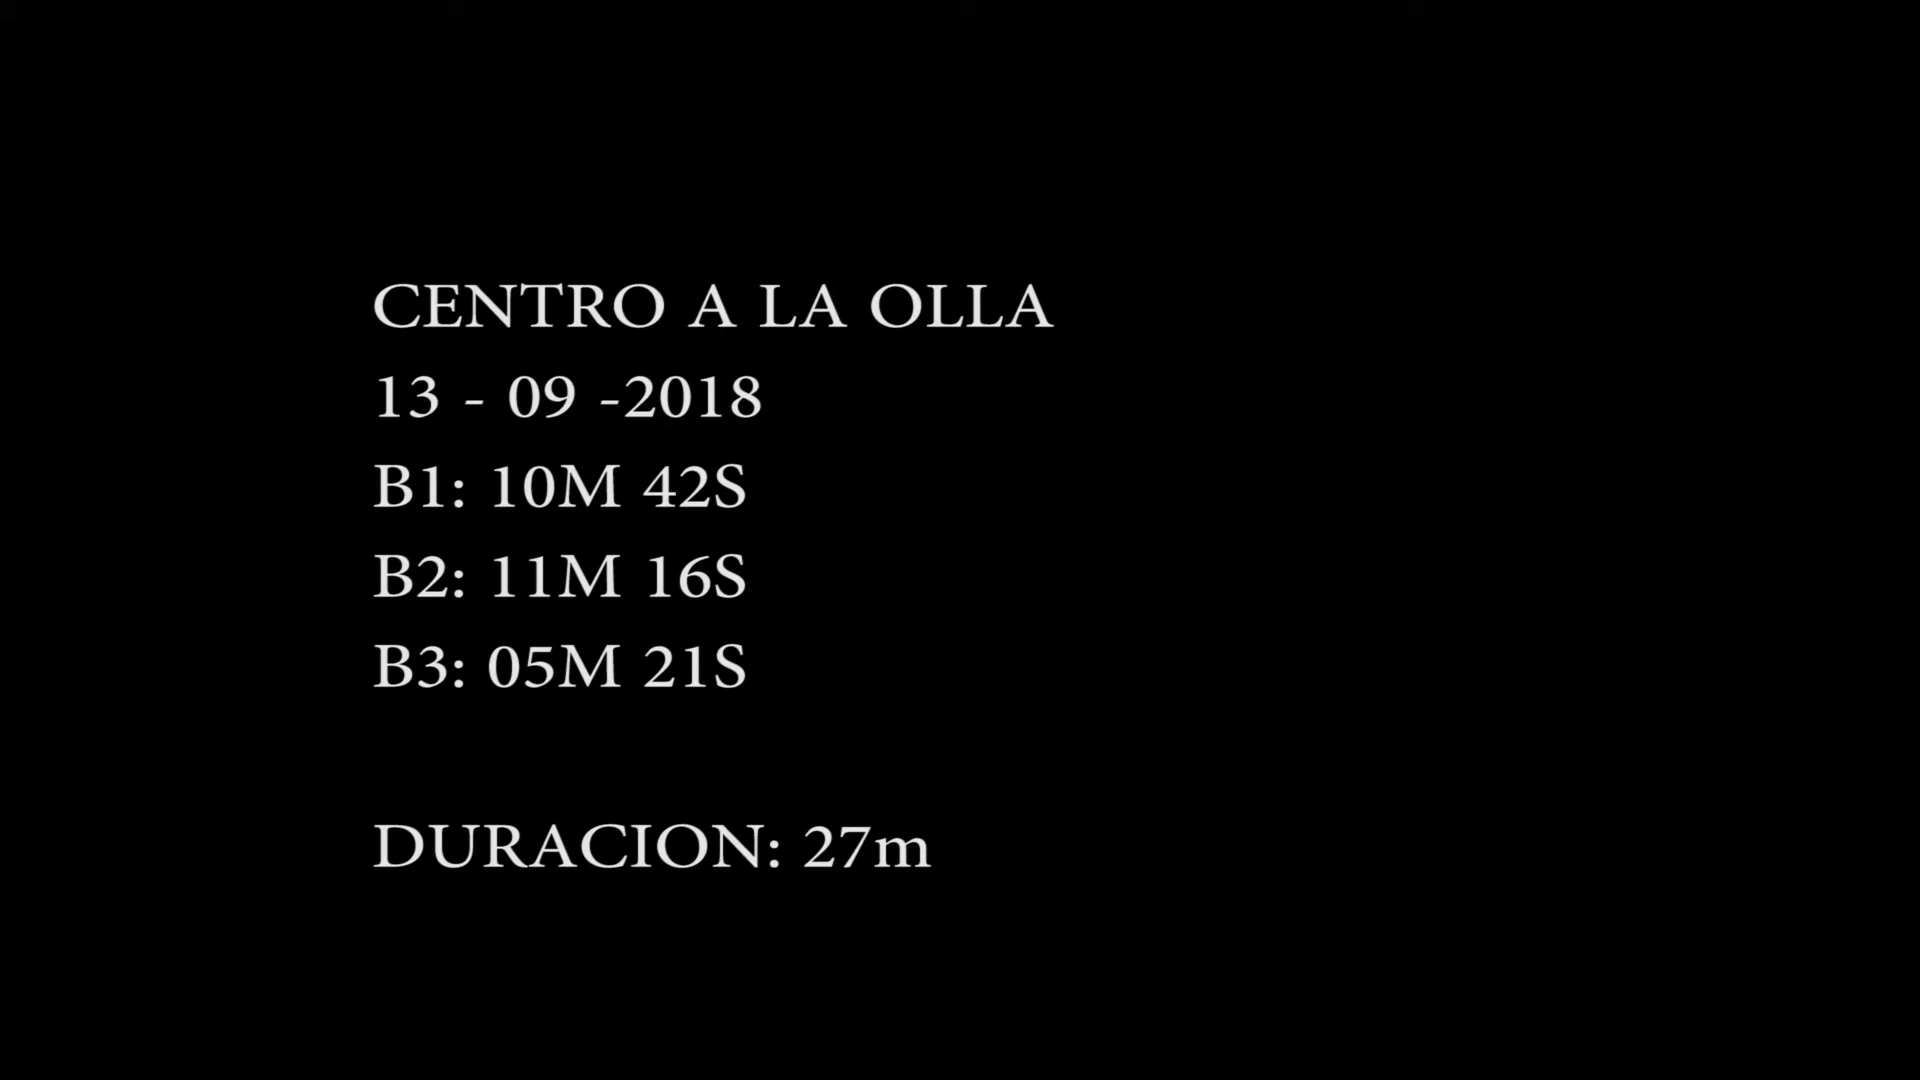 CENTRO A LA OLLA
13 - 09 -2018
B1: 10M 42S
B2: 11M 16S
B3: 05M 21S
DURACION: 27m